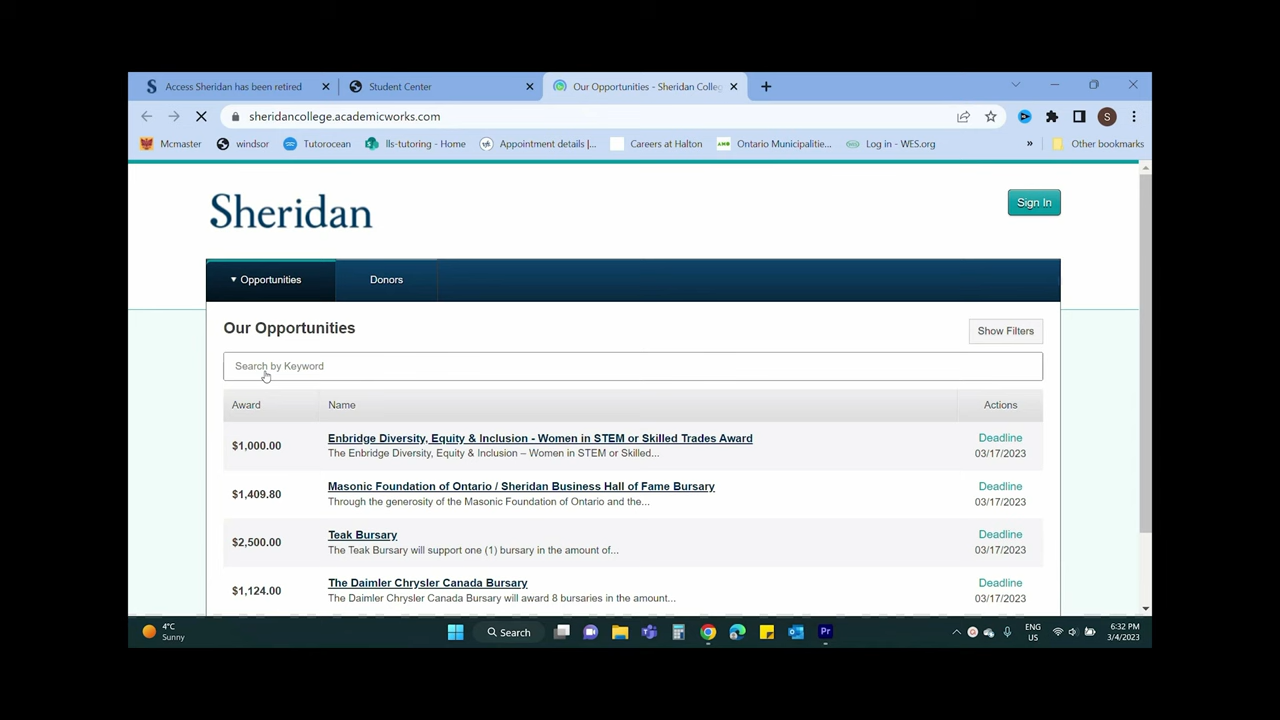 Access Sheridan has been retired
Student Center
Our Opportunities - Sheridan Colleg
sheridancollege.academicworks.com
S
Mcmaster
windsor
Tutorocean
lls-tutoring - Home
Appointment details |...
Careers at Halton
Ontario Municipalitie...
Log in - WES.org
»
Other bookmarks
Sheridan
Sign In
Opportunities
Donors
Our Opportunities
Show Filters
Search by Keyword
Award
Name
Actions
$1,000.00
Enbridge Diversity, Equity & Inclusion - Women in STEM or Skilled Trades Award
The Enbridge Diversity, Equity & Inclusion – Women in STEM or Skilled...
Deadline
03/17/2023
$1,409.80
Masonic Foundation of Ontario / Sheridan Business Hall of Fame Bursary
Through the generosity of the Masonic Foundation of Ontario and the...
Deadline
03/17/2023
$2,500.00
Teak Bursary
The Teak Bursary will support one (1) bursary in the amount of...
Deadline
03/17/2023
$1,124.00
The Daimler Chrysler Canada Bursary
The Daimler Chrysler Canada Bursary will award 8 bursaries in the amount...
Deadline
03/17/2023
4°C
Sunny
Search
Pr
ENG
US
6:32 PM
3/4/2023